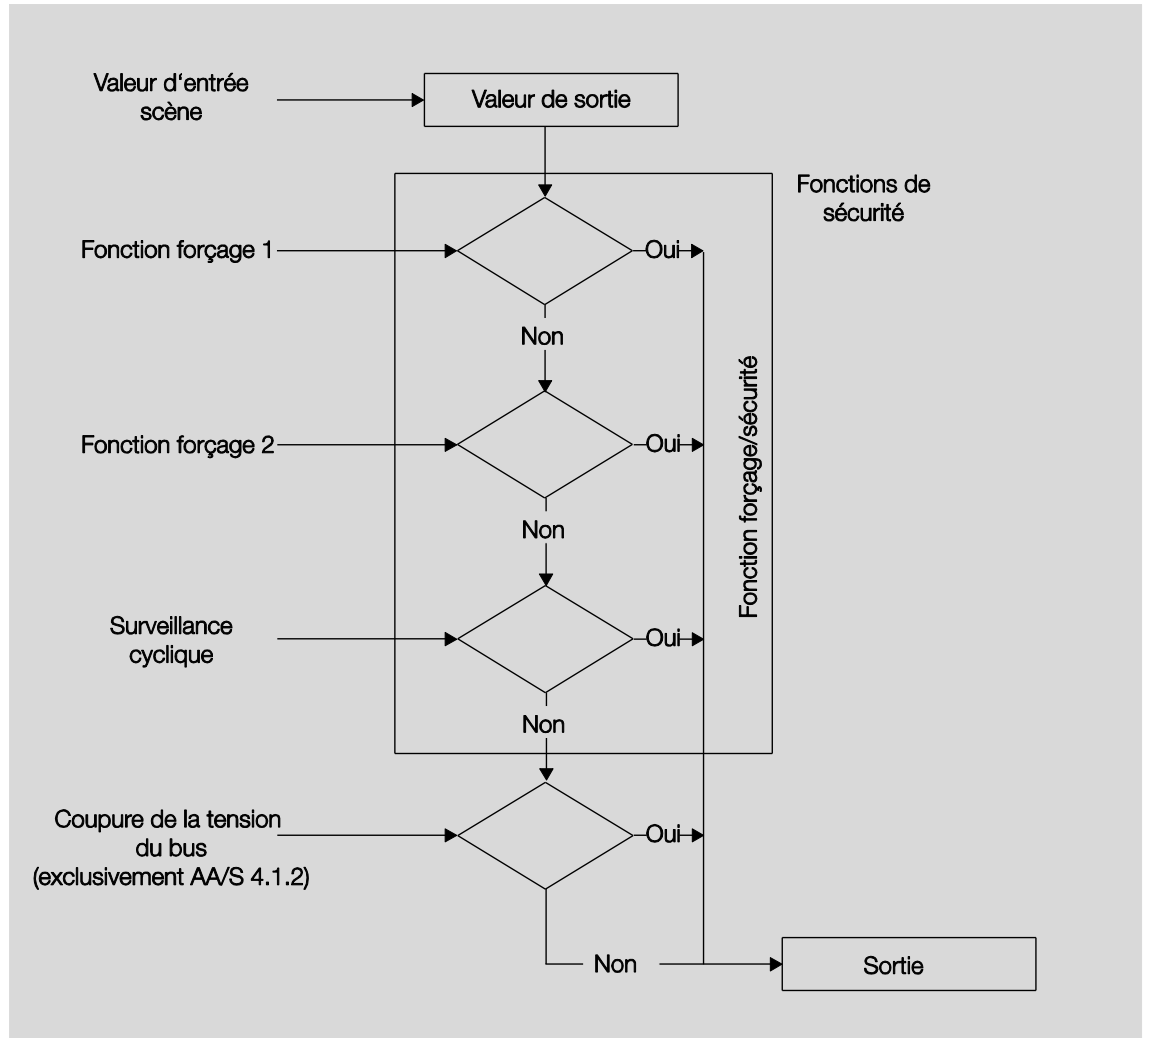 Valeur d‘entrée
scène
Valeur de sortie
Fonctions de
sécurité
Fonction forçage 1
Oui
Non
Fonction forçage 2
Oui
Fonction forçage/sécurité
Non
Surveillance
cyclique
Oui
Non
Coupure de la tension
du bus
(exclusivement AA/S 4.1.2)
Oui
Non
Sortie